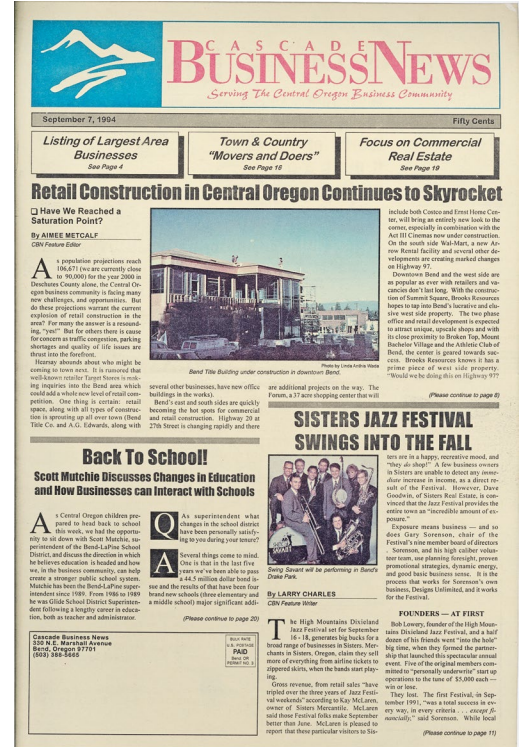 CASCADE
BUSINESS NEWS
Serving The Central Oregon Business Community
September 7, 1994
Fifty Cents
Listing of Largest Area
Businesses
See Page 4
Town & Country
"Movers and Doers"
See Page 16
Focus on Commercial
Real Estate
See Page 19
Retail Construction in Central Oregon Continues to Skyrocket
❑ Have We Reached a
Saturation Point?
By AIMEE METCALF
CBN Feature Editor
As population projections reach
106,671 (we are currently close
to 90,000) for the year 2000 in
Deschutes County alone, the Central Or-
egon business community is facing many
new challenges, and opportunities. But
do these projections warrant the current
explosion of retail construction in the
area? For many the answer is a resound-
ing, "yes!" But for others there is cause
for concern as traffic congestion, parking
shortages and quality of life issues are
thrust into the forefront.
Hearsay abounds about who might be
coming to town next. It is rumored that
well-known retailer Target Stores is mak-
ing inquiries into the Bend area which
could add a whole new level of retail com-
petition. One thing is certain: retail
space, along with all types of construc-
tion is sprouting up all over town (Bend
Title Co. and A.G. Edwards, along with
Photo by Linda Anthik Waite
Bend Title Building under construction in downtown Bend.
several other businesses, have new office
buildings in the works).
Bend's east and south sides are quickly
becoming the hot spots for commercial
and retail construction. Highway 20 at
27th Street is changing rapidly and there
are additional projects on the way. The
Forum, a 37 acre shopping center that will
include both Costco and Ernst Home Cen-
ter, will bring an entirely new look to the
corner, especially in combination with the
Act III Cinemas now under construction.
On the south side Wal-Mart, a new Ar-
row Rental facility and several other de-
velopments are creating marked changes
on Highway 97.
Downtown Bend and the west side are
as popular as ever with retailers and va-
cancies don't last long. With the construc-
tion of Summit Square, Brooks Resources
hopes to tap into Bend's lucrative and elu-
sive west side property. The two phase
office and retail development is expected
to attract unique, upscale shops and with
its close proximity to Broken Top, Mount
Bachelor Village and the Athletic Club of
Bend, the center is geared towards suc-
cess. Brooks Resources knows it has a
prime piece of west side property.
"Would we be doing this on Highway 97?
(Please continue to page 8)
Back To School!
Scott Mutchie Discusses Changes in Education
and How Businesses can Interact with Schools
As Central Oregon children pre-
pared to head back to school
this week, we had the opportu-
nity to sit down with Scott Mutchie, su-
perintendent of the Bend-LaPine School
District, and discuss the direction in which
he believes education is headed and how
we, in the business community, can help
create a stronger public school system.
Mutchie has been the Bend-LaPine super-
intendent since 1989. From 1986 to 1989
he was Glide School District Superinten-
dent following a lengthy career in educa-
tion, both as teacher and administrator.
Q As superintendent what
changes in the school district
have been personally satisfy-
ing to you during your tenure?
A Several things come to mind.
One is that in the last five
years we've been able to pass
a 44.5 million dollar bond is-
sue and the results of that have been four
brand new schools (three elementary and
a middle school) major significant addi-
(Please continue to page 20)
Cascade Business News
330 N.E. Marshall Avenue
Bend, Oregon 97701
(503) 388-5665
BULK RATE
U.S. POSTAGE
PAID
Bend, OR
PERMIT NO.
SISTERS JAZZ FESTIVAL
SWINGS INTO THE FALL
SWING
SAVANT
Swing Savant will be performing in Bend's
Drake Park.
By LARRY CHARLES
CBN Feature Writer
The High Mountains Dixieland
Jazz Festival set for September
16 - 18, generates big bucks for a
broad range of businesses in Sisters. Mer-
chants in Sisters, Oregon, claim they sell
more of everything from airline tickets to
zippered skirts, when the bands start play-
ing.
Gross revenue, from retail sales "have
tripled over the three years of Jazz Festi-
val weekends" according to Kay McLaren,
owner of Sisters Mercantile. McLaren
said those Festival folks make September
better than June. McLaren is pleased to
report that these particular visitors to Sis-
ters are in a happy, recreative mood, and
"they do shop!" A few business owners
in Sisters are unable to detect any imme-
diate increase in income, as a direct re-
sult of the Festival. However, Dave
Goodwin, of Sisters Realty, is con-
vinced that the Jazz Festival provides the
entire town an "incredible amount of ex-
posure."
Exposure means business — and so
does Gary Sorenson, chair of the
Festival's nine member board of directors
. Sorenson, and his high caliber volun-
teer team, use planning foresight, proven
promotional strategies, dynamic energy,
and good basic business sense. It is the
process that works for Sorenson's own
business, Designs Unlimited, and it works
for the Festival.
FOUNDERS — AT FIRST
Bob Lowery, founder of the High Moun-
tains Dixieland Jazz Festival, and a half
dozen of his friends went "into the hole"
big time, when they formed the partner-
ship that launched this spectacular annual
event. Five of the original members com-
mitted to "personally underwrite" start up
operations to the tune of $5,000 each —
win or lose.
They lost. The first Festival, in Sep-
tember 1991, "was a total success in ev-
ery way, in every criteria . . . except fi-
nancially," said Sorenson. While local
(Please continue to page 11)